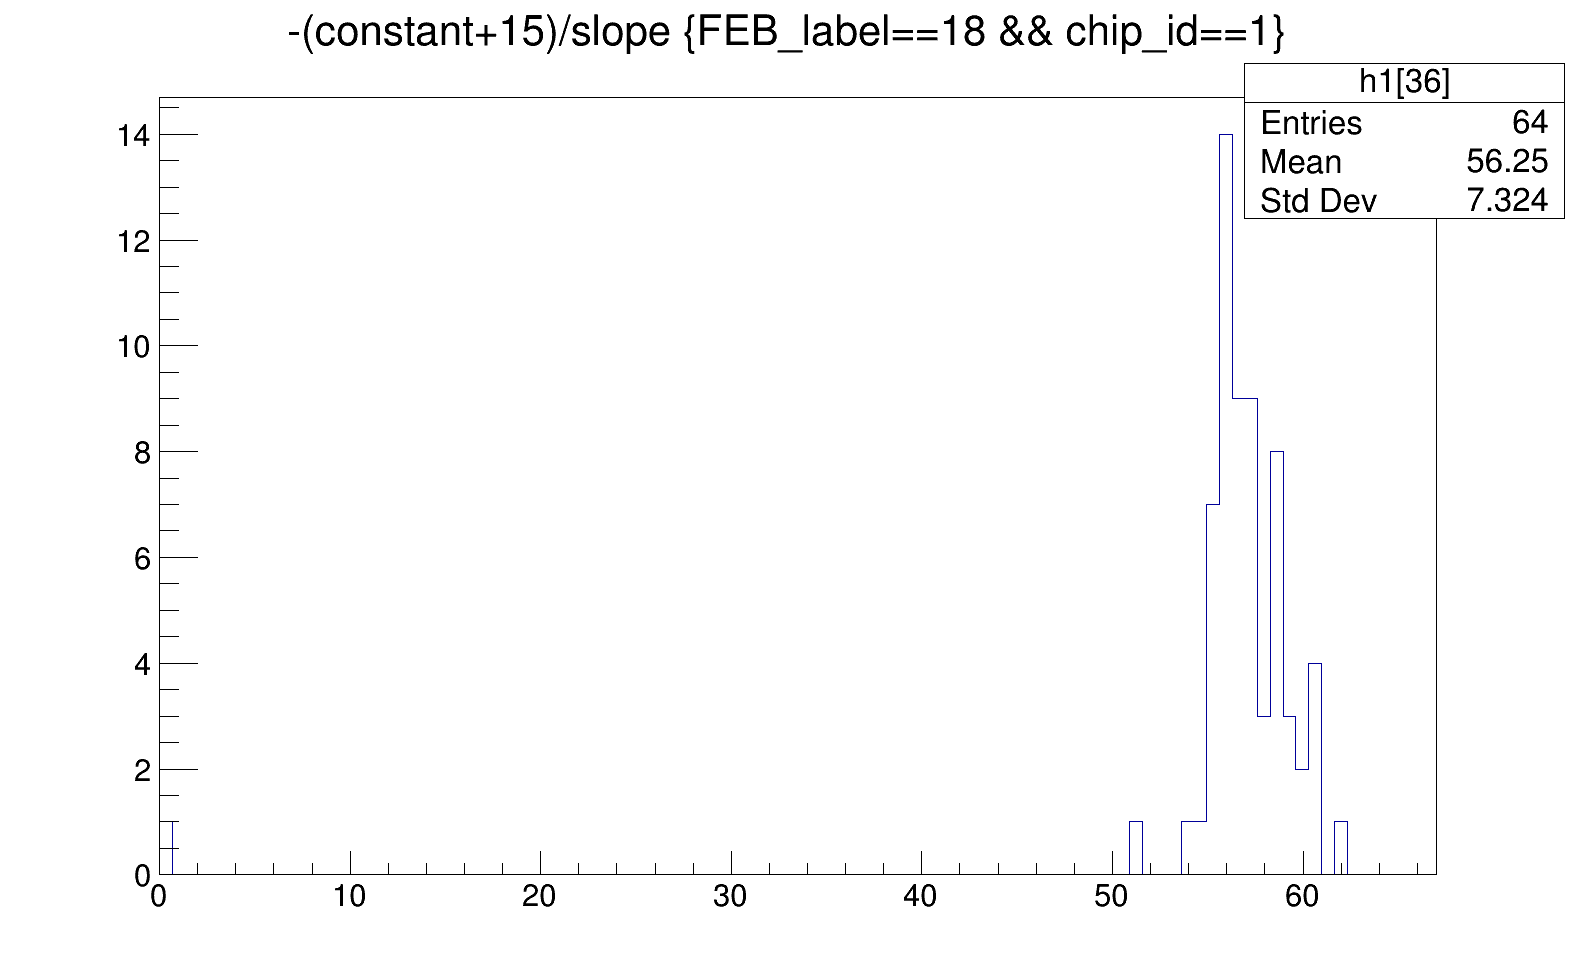 -(constant+15)/slope {FEB_label==18 && chip_id==1}
h1[36]
Entries 64
Mean 56.25
Std Dev 7.324
14
12
10
8
6
4
2
0
0 10 20 30 40 50 60